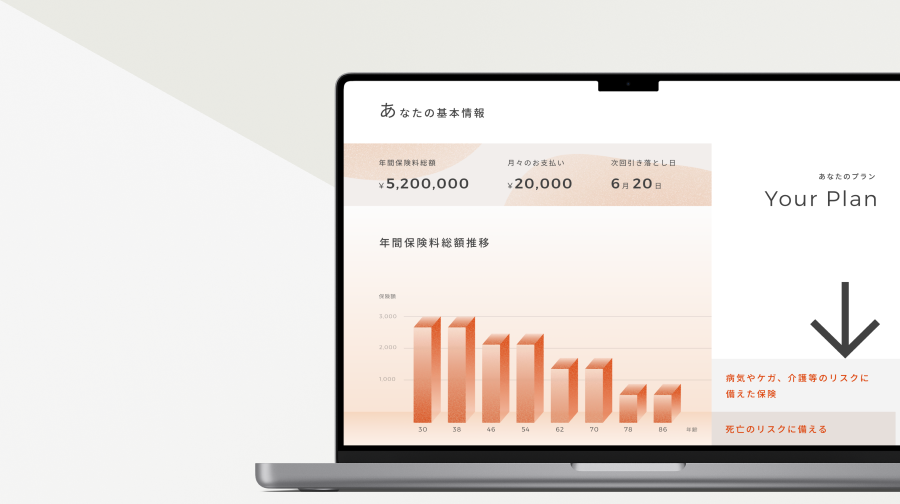 あなたの基本情報
年間保険料総額 月々のお支払い 次回引き落とし日
¥5,200,000 ¥20,000 6月20日
あなたのプラン
Your Plan
年間保険料総額推移
保険額
3,000
2,000
1,000
30 38 46 54 62 70 78 86 年齢
病気やケガ、介護等のリスクに
備えた保険
死亡のリスクに備える